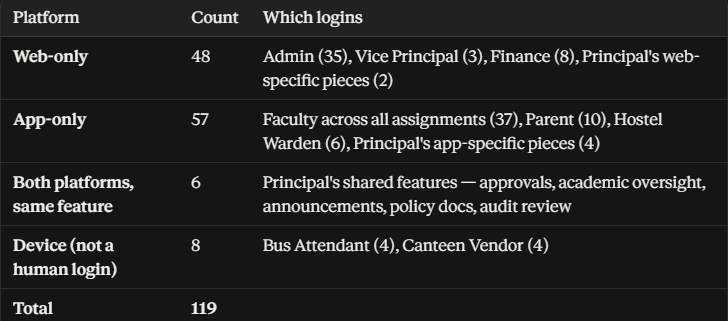 Platform Count Which logins
Web-only 48 Admin (35), Vice Principal (3), Finance (8), Principal's web-
specific pieces (2)
App-only 57 Faculty across all assignments (37), Parent (10), Hostel
Warden (6), Principal's app-specific pieces (4)
Both platforms, 6 Principal's shared features — approvals, academic oversight,
same feature announcements, policy docs, audit review
Device (not a 8 Bus Attendant (4), Canteen Vendor (4)
human login)
Total 119